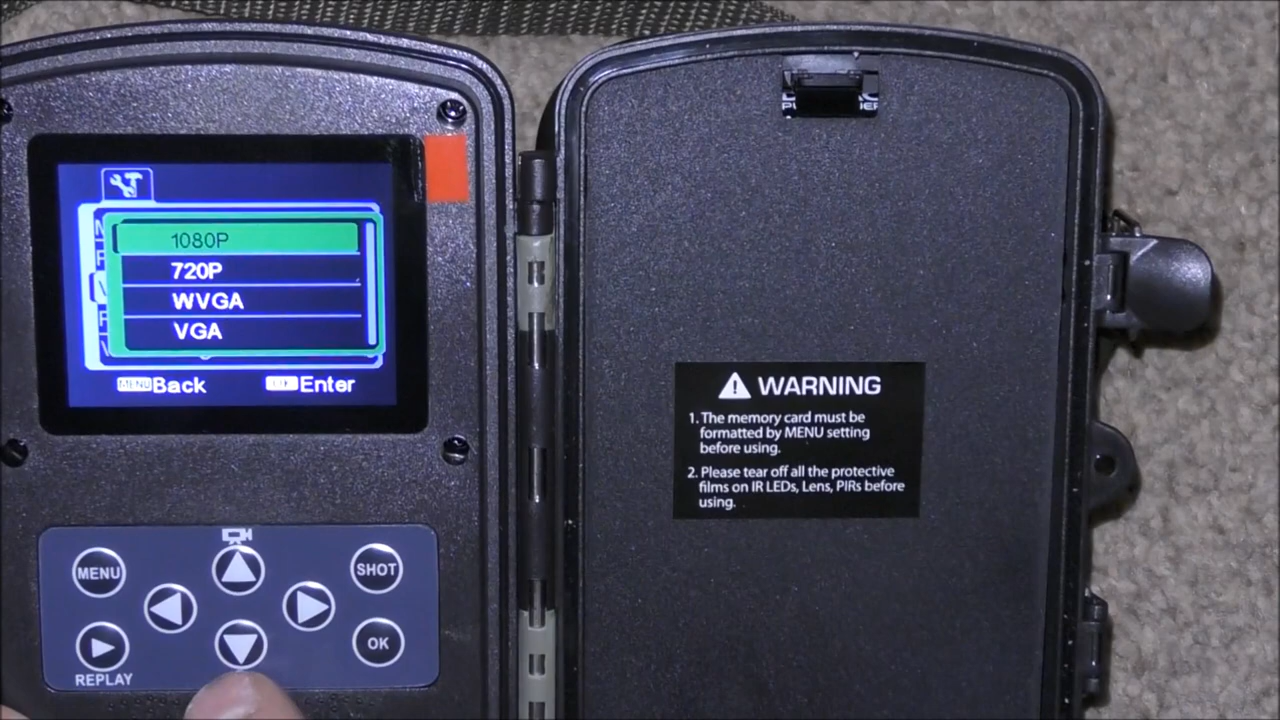 1080P
720P
WVGA
VGA
MENU Back
Enter
MENU
SHOT
OK
REPLAY
WARNING
1. The memory card must be
formatted by MENU setting
before using.
2. Please tear off all the protective
films on IR LEDs, Lens, PIRs before
using.